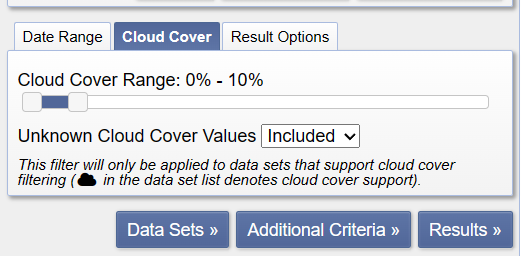 Date Range Cloud Cover Result Options
Cloud Cover Range: 0% - 10%
Unknown Cloud Cover Values Included
This filter will only be applied to data sets that support cloud cover
filtering ( in the data set list denotes cloud cover support).
Data Sets » Additional Criteria » Results »